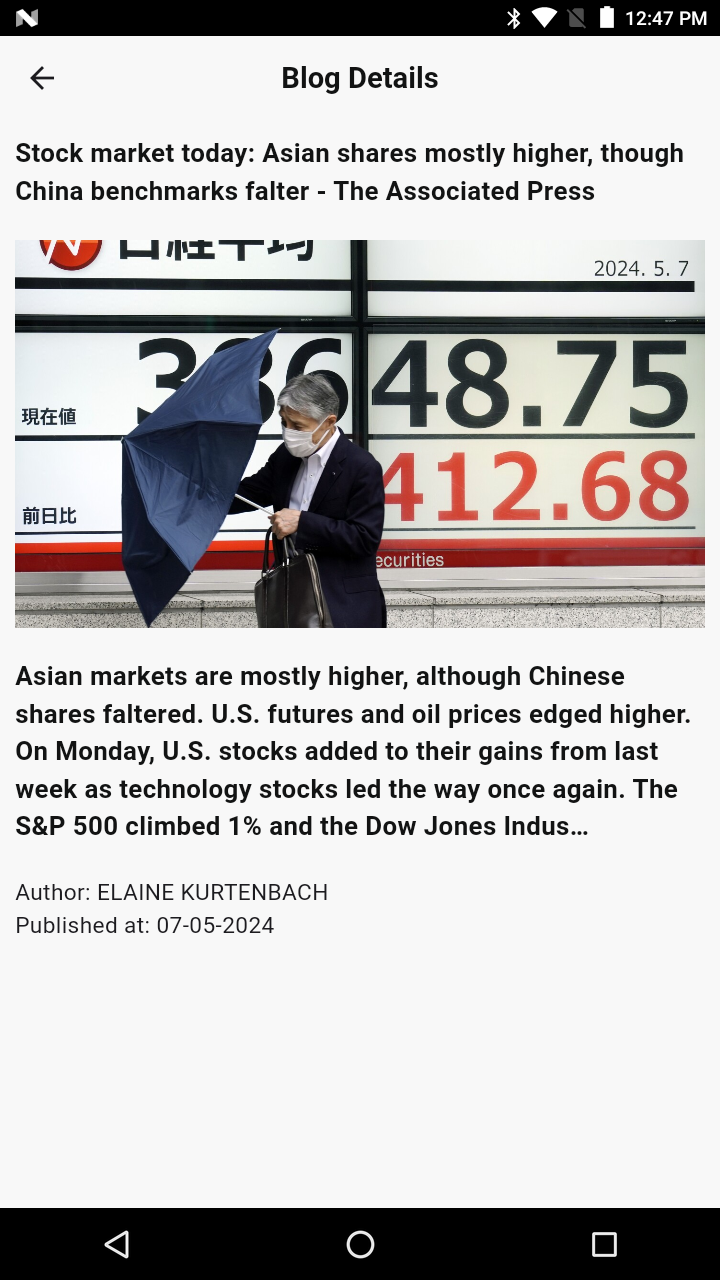 12:47 PM
Blog Details
Stock market today: Asian shares mostly higher, though
China benchmarks falter - The Associated Press
日経平均
2024. 5. 7
48.75
現在値
412.68
前日比
ecurities
Asian markets are mostly higher, although Chinese
shares faltered. U.S. futures and oil prices edged higher.
On Monday, U.S. stocks added to their gains from last
week as technology stocks led the way once again. The
S&P 500 climbed 1% and the Dow Jones Indus…
Author: ELAINE KURTENBACH
Published at: 07-05-2024